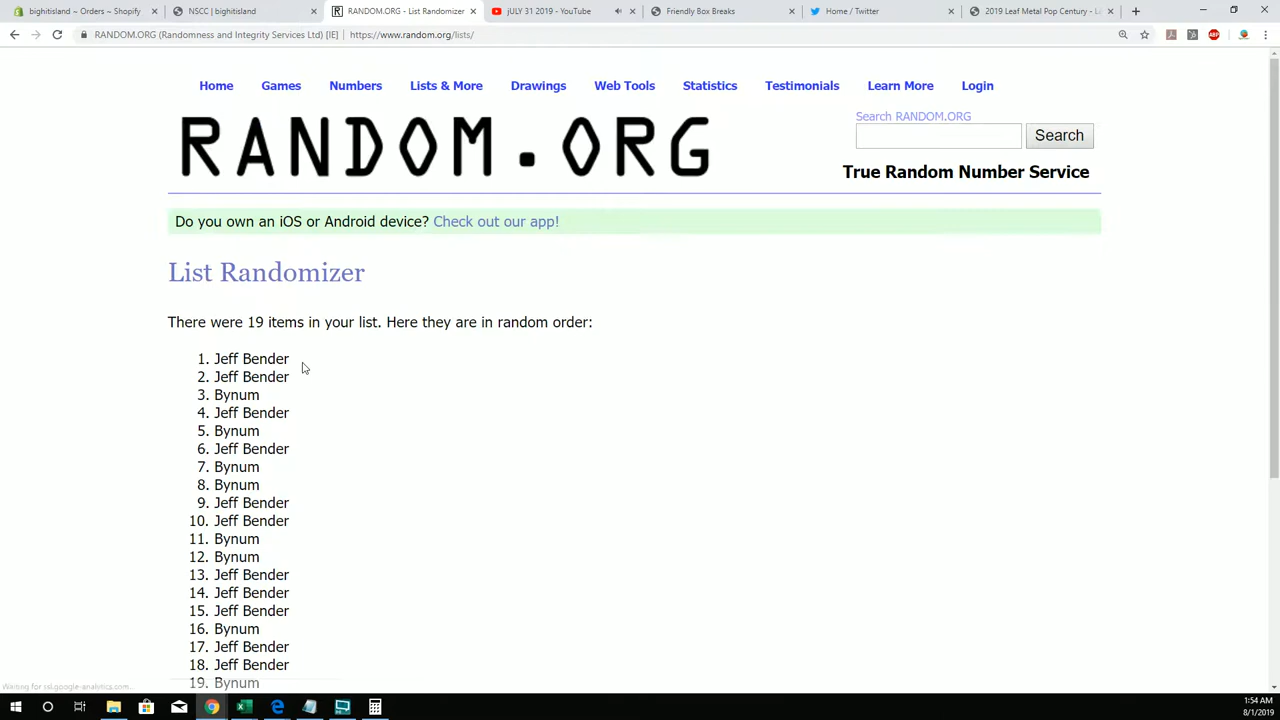 bighitisland ~ Orders ~ Shopify
NSCC | bighitisland
RANDOM.ORG - List Randomizer
jULY 31 2019 - YouTube
Friendly Box Breaks
Home / Twitter
2019 Leaf Metal Pop Century - L
RANDOM.ORG (Randomness and Integrity Services Ltd) [IE] | https://www.random.org/lists/
ABP
Home Games Numbers Lists & More Drawings Web Tools Statistics Testimonials Learn More Login
RANDOM.ORG
Search RANDOM.ORG
Search
True Random Number Service
Do you own an iOS or Android device? Check out our app!
List Randomizer
There were 19 items in your list. Here they are in random order:
1. Jeff Bender
2. Jeff Bender
3. Bynum
4. Jeff Bender
5. Bynum
6. Jeff Bender
7. Bynum
8. Bynum
9. Jeff Bender
10. Jeff Bender
11. Bynum
12. Bynum
13. Jeff Bender
14. Jeff Bender
15. Jeff Bender
16. Bynum
17. Jeff Bender
18. Jeff Bender
19. Bynum
Waiting for ssl.google-analytics.com...
1:54 AM
8/1/2019